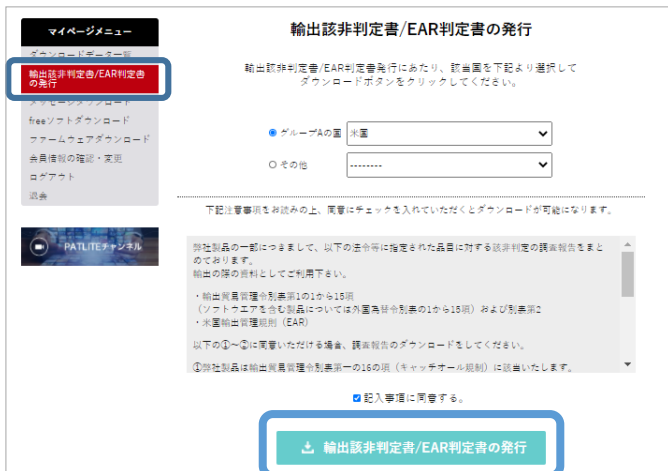 マイページメニュー
ダウンロードデータ一覧
輸出該非判定書/EAR判定書
の発行
メッセージダウンロード
freeソフトダウンロード
ファームウェアダウンロード
会員情報の確認・変更
ログアウト
退会
PATLITEチャンネル
輸出該非判定書/EAR判定書の発行
輸出該非判定書/EAR判定書発行にあたり、該当国を下記より選択して
ダウンロードボタンをクリックしてください。
グループAの国 米国
その他 --------
下記注意事項をお読みの上、同意にチェックを入れていただくとダウンロードが可能になります。
弊社製品の一部につきまして、以下の法令等に指定された品目に対する該非判定の調査報告をまと
めております。
輸出の際の資料としてご利用下さい。
・輸出貿易管理令別表第1の1から15項
（ソフトウエアを含む製品については外国為替令別表の1から15項）および別表第2
・米国輸出管理規則（EAR）
以下の①～②に同意いただける場合、調査報告のダウンロードをしてください。
①弊社製品は輸出貿易管理令別表第一の16の項（キャッチオール規制）に該当いたします。
記入事項に同意する。
輸出該非判定書/EAR判定書の発行